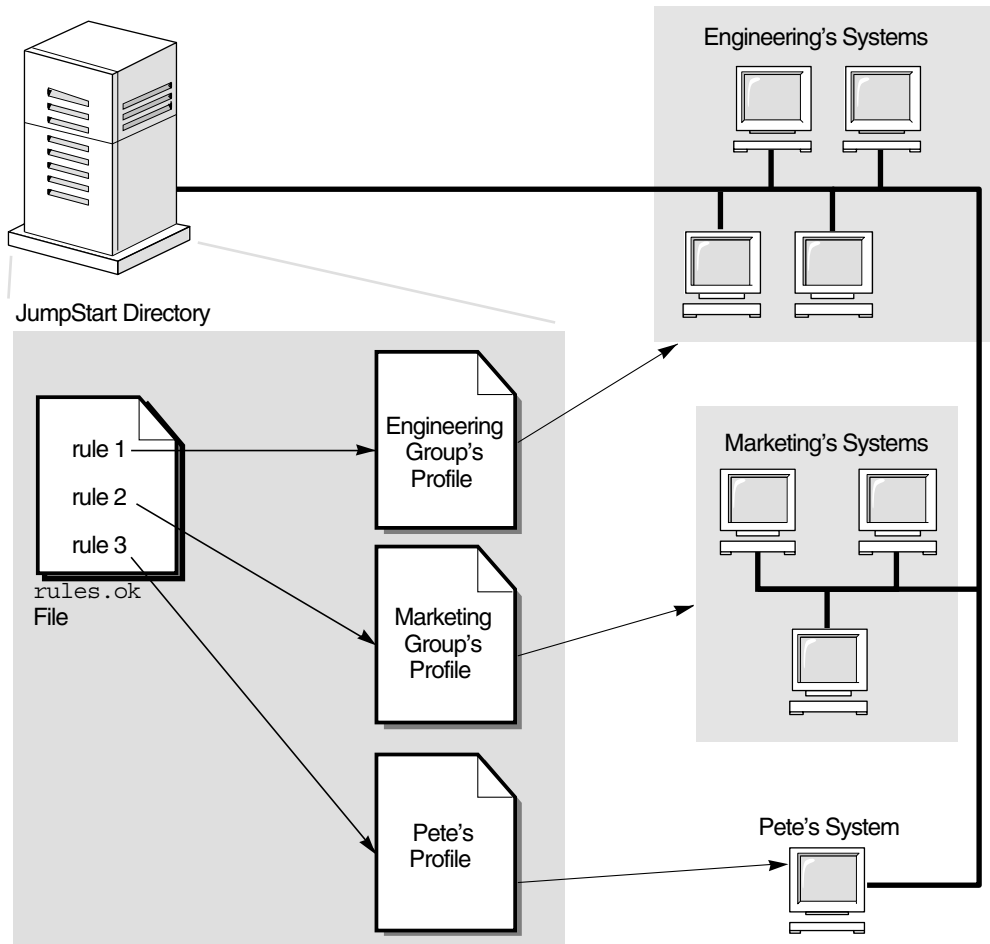 Engineering's Systems
JumpStart Directory
rule 1
rule 2
rule 3
rules.ok
File
Engineering
Group's
Profile
Marketing
Group's
Profile
Pete's
Profile
Marketing's Systems
Pete's System